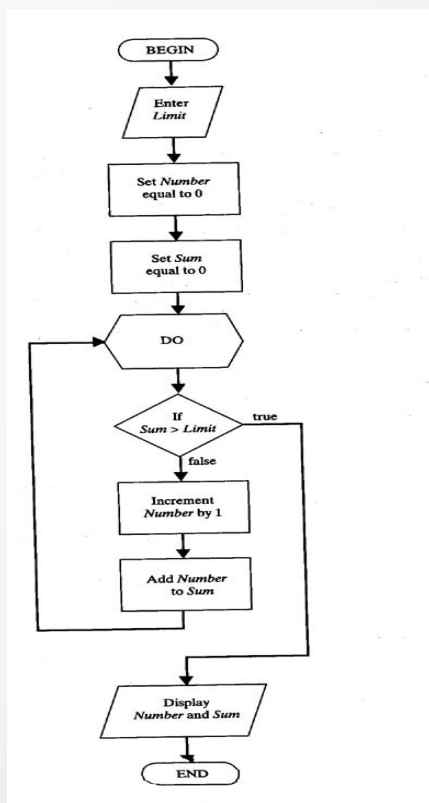 BEGIN
Enter
Limit
Set Number
equal to 0
Set Sum
equal to 0
DO
If
Sum > Limit
true
false
Increment
Number by 1
Add Number
to Sum
Display
Number and Sum
END